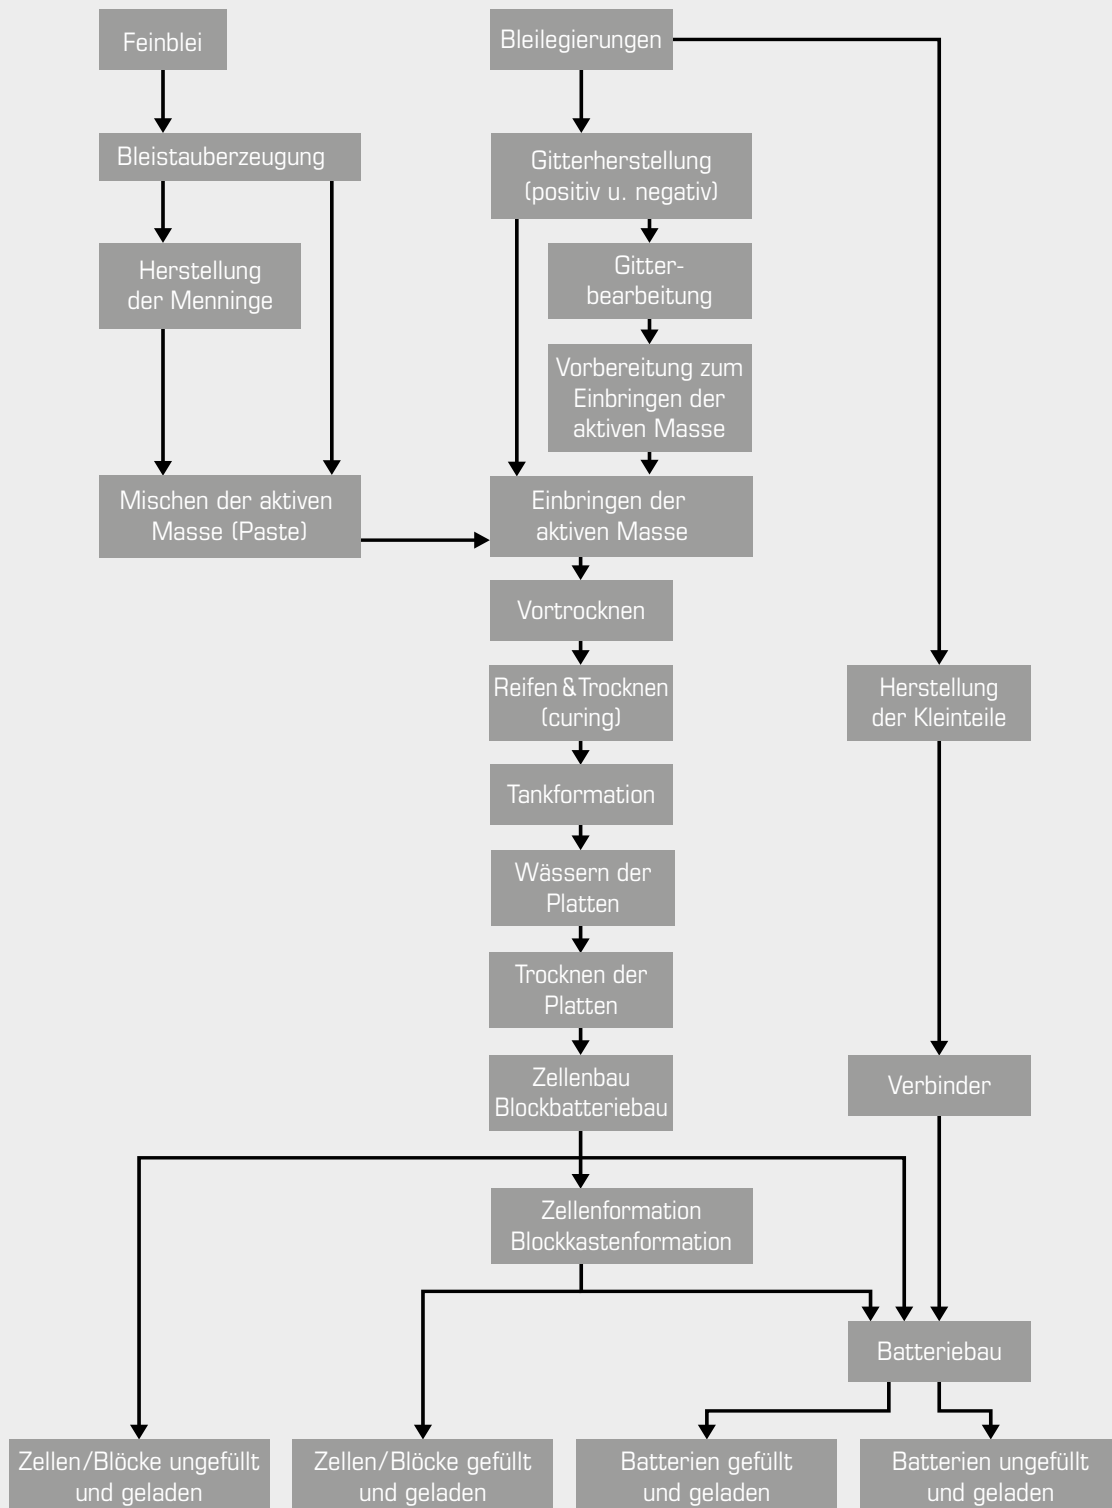 Feinblei
Bleilegierungen
Bleistauberzeugung
Gitterherstellung
(positiv u. negativ)
Herstellung
der Menninge
Gitter-
bearbeitung
Vorbereitung zum
Einbringen der
aktiven Masse
Mischen der aktiven
Masse (Paste)
Einbringen der
aktiven Masse
Vortrocknen
Reifen & Trocknen
(curing)
Herstellung
der Kleinteile
Tankformation
Wässern der
Platten
Trocknen der
Platten
Zellenbau
Blockbatteriebau
Verbinder
Zellenformation
Blockkastenformation
Batteriebau
Zellen/Blöcke ungefüllt
und geladen
Zellen/Blöcke gefüllt
und geladen
Batterien gefüllt
und geladen
Batterien ungefüllt
und geladen